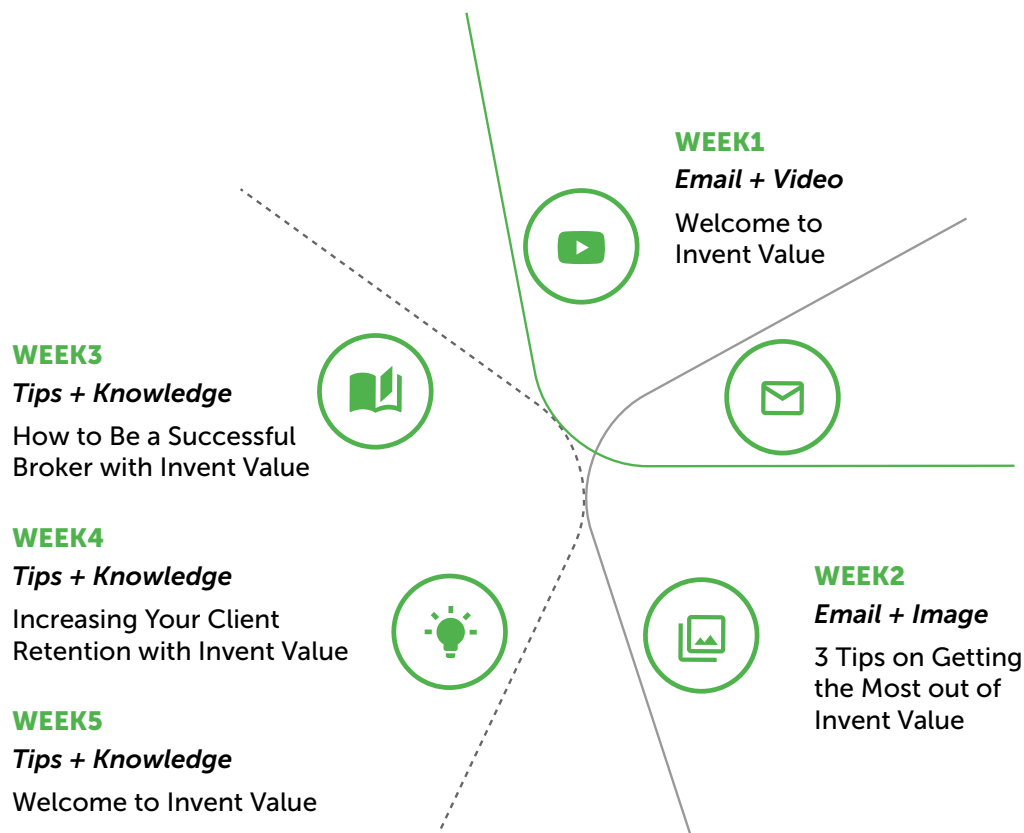 WEEK1
Email + Video
Welcome to
Invent Value
WEEK2
Email + Image
3 Tips on Getting
the Most out of
Invent Value
WEEK3
Tips + Knowledge
How to Be a Successful
Broker with Invent Value
WEEK4
Tips + Knowledge
Increasing Your Client
Retention with Invent Value
WEEK5
Tips + Knowledge
Welcome to Invent Value